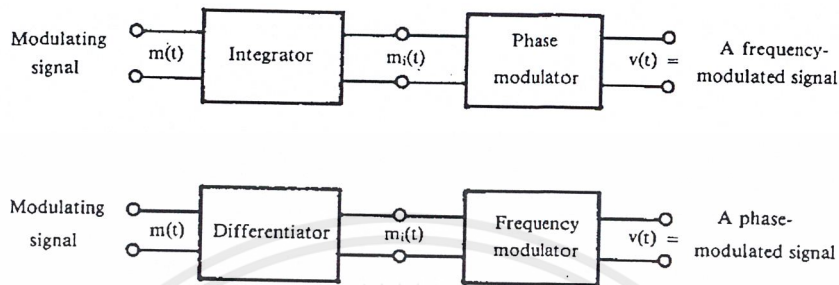 Modulating signal
m(t)
Integrator
mᵢ(t)
Phase modulator
v(t) =
A frequency-
modulated signal
Modulating signal
m(t)
Differentiator
mᵢ(t)
Frequency modulator
v(t) =
A phase-
modulated signal